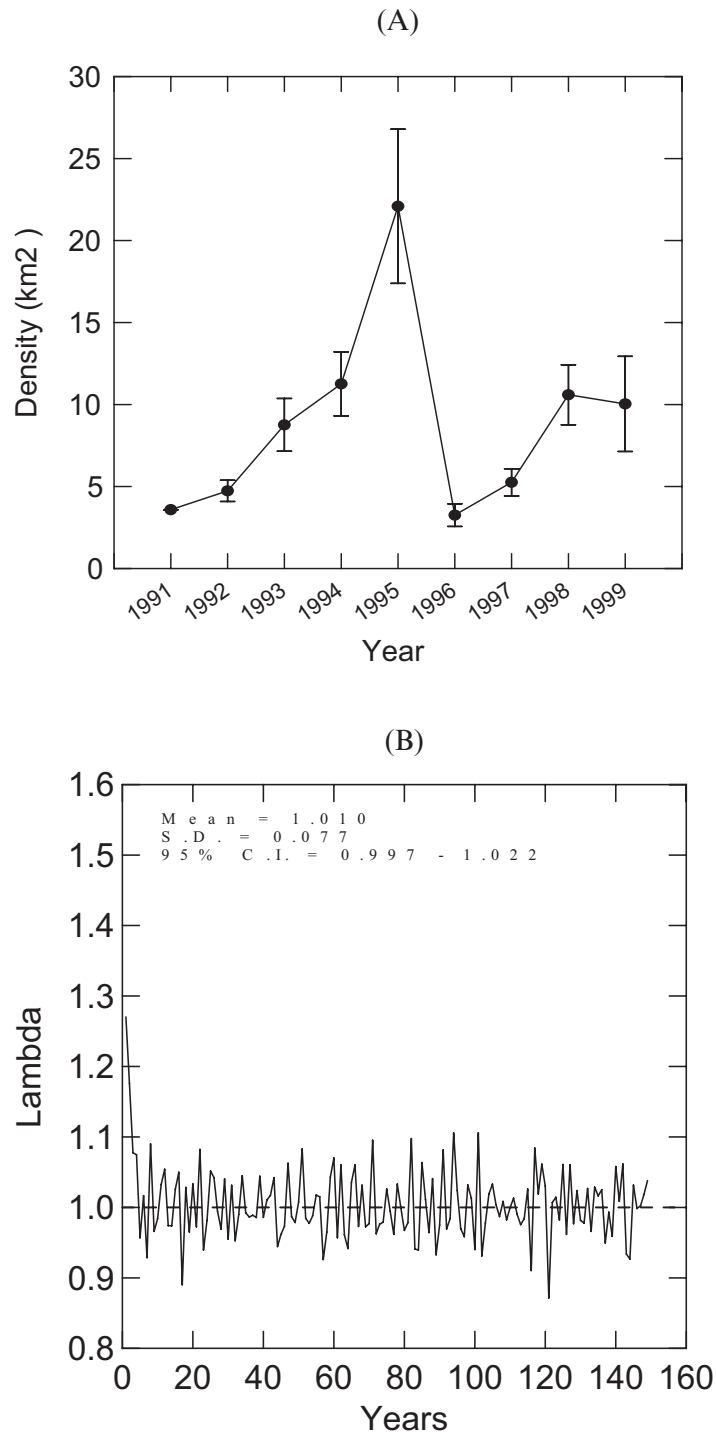 (A)
30
25
20
15
10
5
0
Density (km2 )
1991 1992 1993 1994 1995 1996 1997 1998 1999
Year
(B)
1.6
1.5
1.4
1.3
1.2
1.1
1.0
0.9
0.8
Lambda
Mean = 1.010
S.D. = 0.077
95% C.I. = 0.997 - 1.022
0 20 40 60 80 100 120 140 160
Years